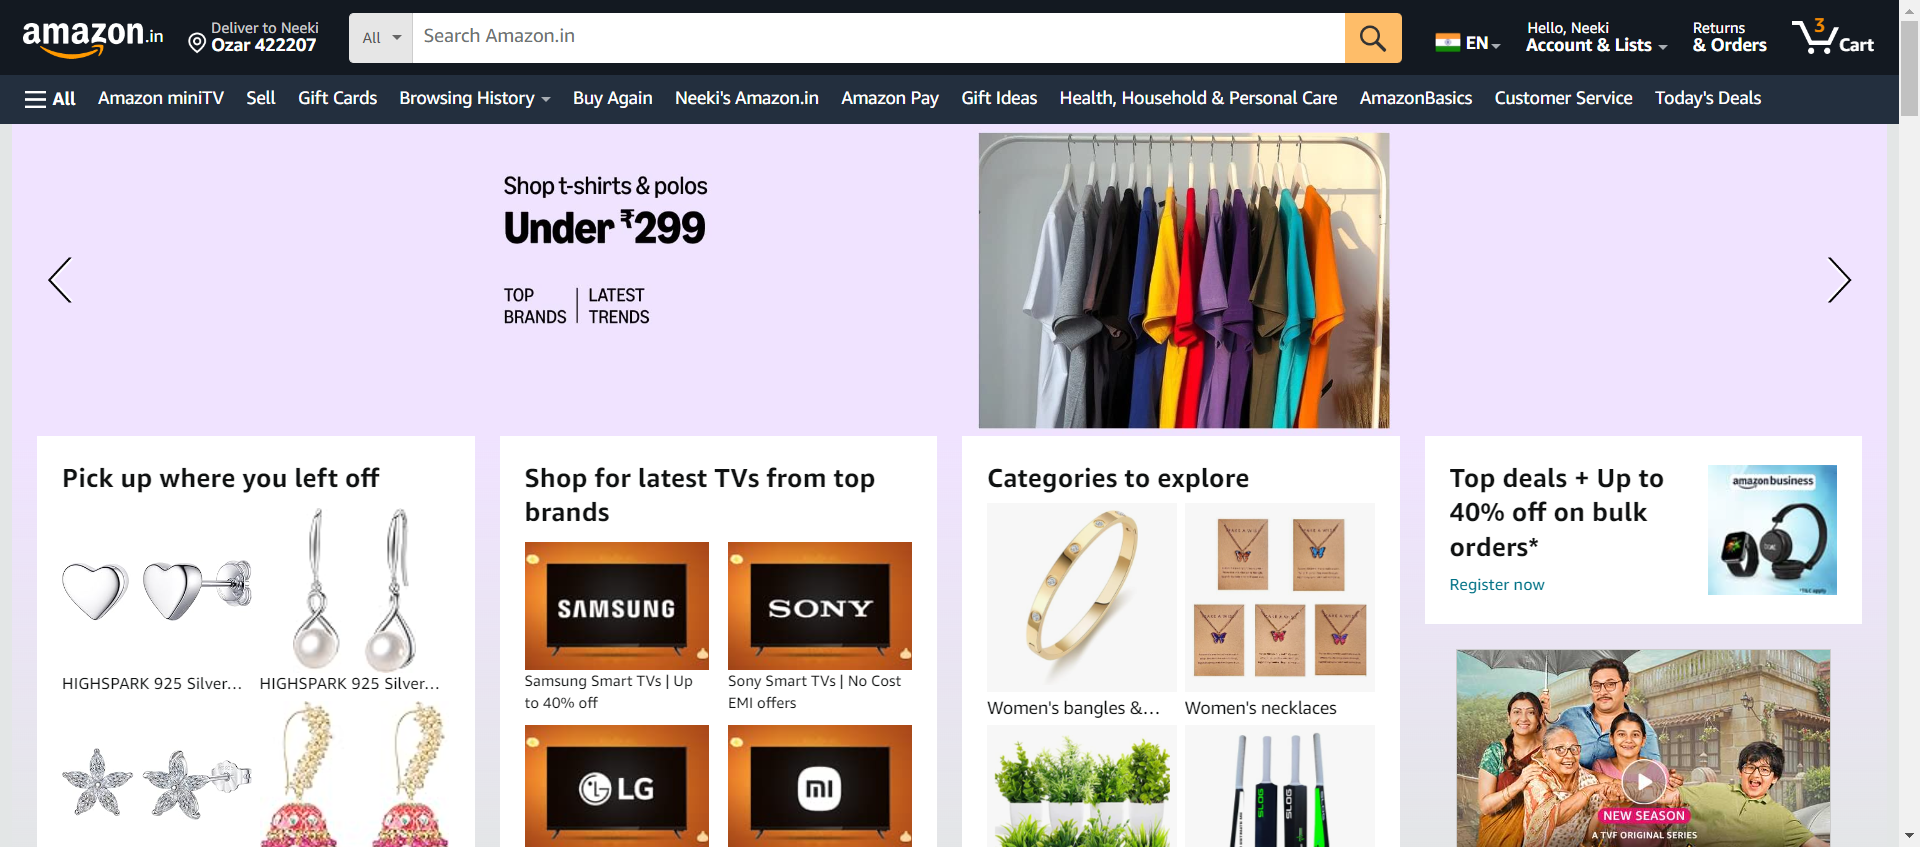 amazon.in
Deliver to Neeki
Ozar 422207
All
Search Amazon.in
EN
Hello, Neeki
Account & Lists
Returns
& Orders
3
Cart
All
Amazon miniTV
Sell
Gift Cards
Browsing History
Buy Again
Neeki's Amazon.in
Amazon Pay
Gift Ideas
Health, Household & Personal Care
AmazonBasics
Customer Service
Today's Deals
Shop t-shirts & polos
Under ₹299
TOP BRANDS
LATEST TRENDS
Pick up where you left off
HIGHSPARK 925 Silver...
HIGHSPARK 925 Silver...
Shop for latest TVs from top
brands
SAMSUNG
SONY
Samsung Smart TVs | Up
to 40% off
Sony Smart TVs | No Cost
EMI offers
LG
mi
Categories to explore
MAKE A WISH
Women's bangles &...
Women's necklaces
SLOG
SLOG
Top deals + Up to
40% off on bulk
orders*
Register now
amazon business
*T&C apply
NEW SEASON
A TVF ORIGINAL SERIES